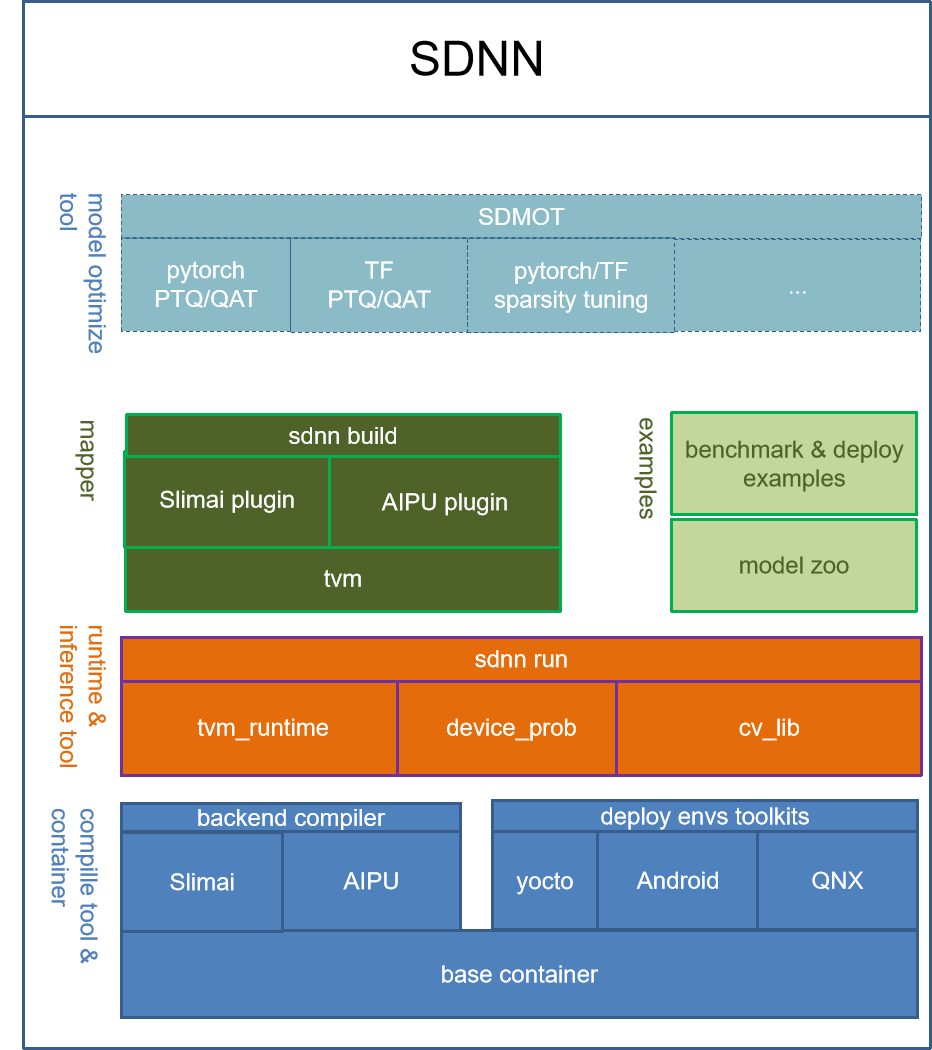 SDNN
model optimize
tool
SDMOT
pytorch
PTQ/QAT
TF
PTQ/QAT
pytorch/TF
sparsity tuning
...
mapper
sdnn build
Slimai plugin
AIPU plugin
tvm
examples
benchmark & deploy
examples
model zoo
runtime &
inference tool
sdnn run
tvm_runtime
device_prob
cv_lib
compille tool &
container
backend compiler
Slimai
AIPU
deploy envs toolkits
yocto
Android
QNX
base container